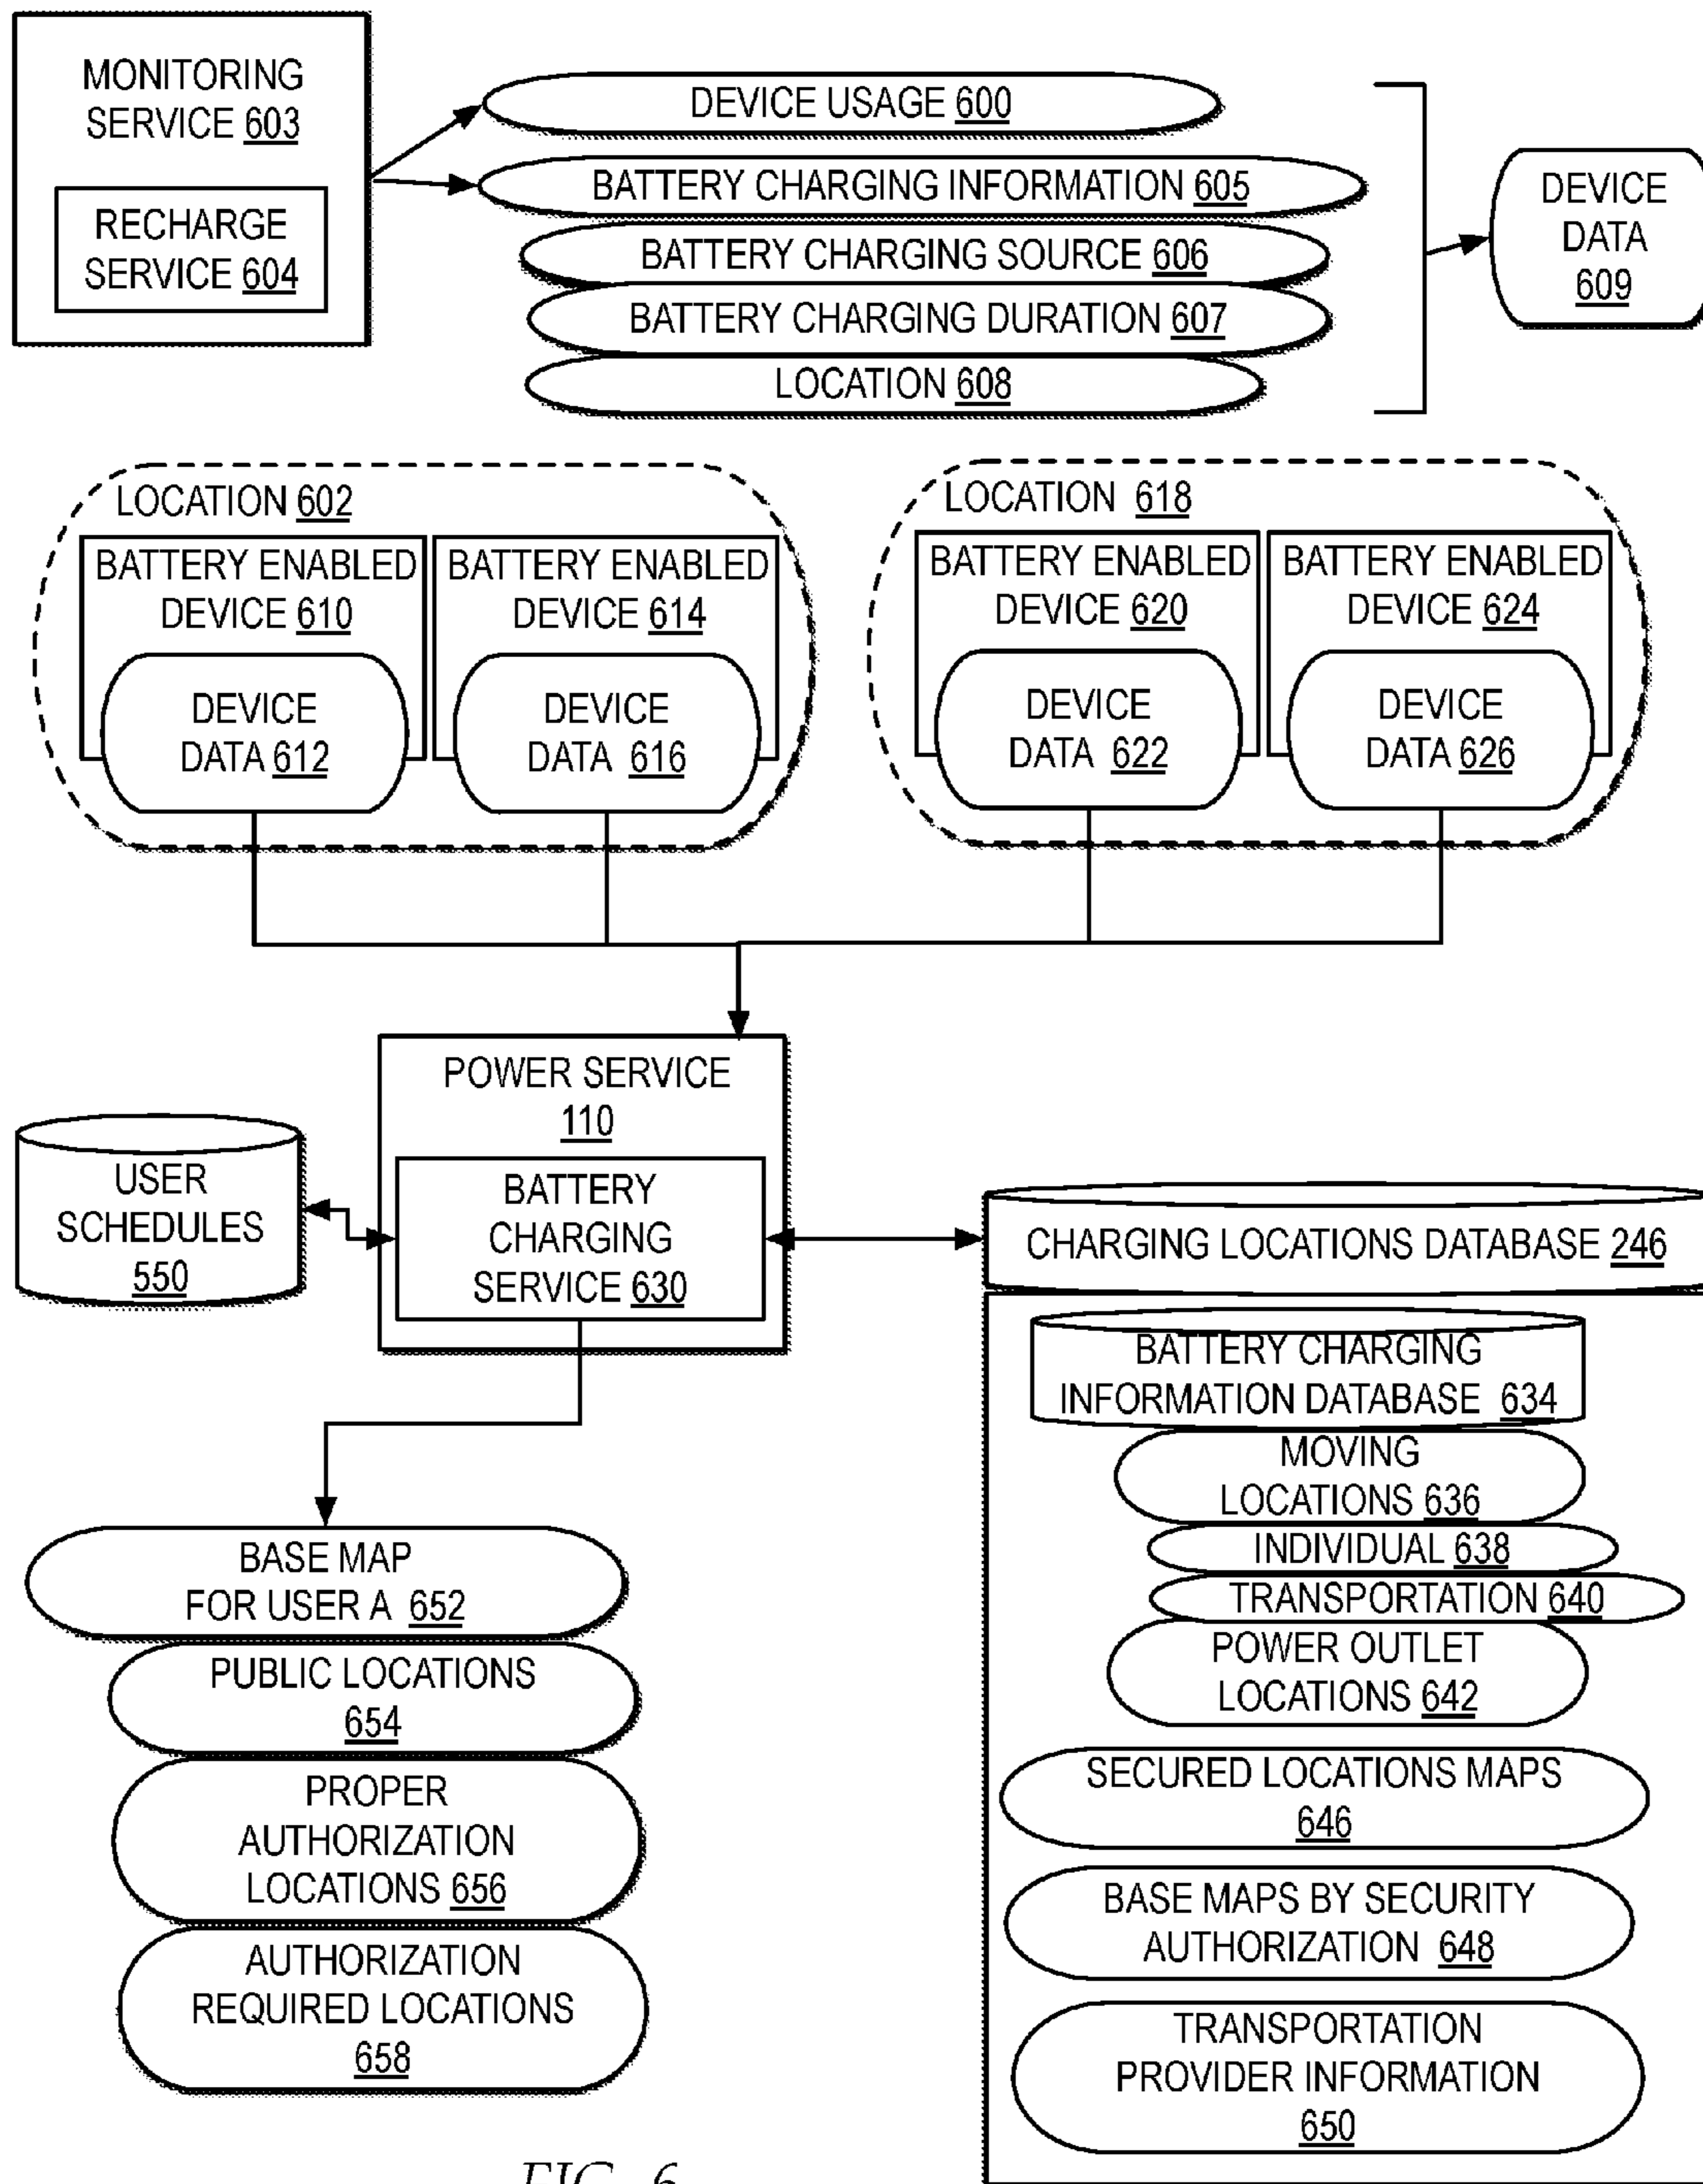 MONITORING
SERVICE 603
RECHARGE
SERVICE 604
DEVICE USAGE 600
BATTERY CHARGING INFORMATION 605
BATTERY CHARGING SOURCE 606
BATTERY CHARGING DURATION 607
LOCATION 608
DEVICE
DATA
609
LOCATION 602
BATTERY ENABLED
DEVICE 610
DEVICE
DATA 612
BATTERY ENABLED
DEVICE 614
DEVICE
DATA 616
LOCATION 618
BATTERY ENABLED
DEVICE 620
DEVICE
DATA 622
BATTERY ENABLED
DEVICE 624
DEVICE
DATA 626
POWER SERVICE
110
BATTERY
CHARGING
SERVICE 630
USER
SCHEDULES
550
CHARGING LOCATIONS DATABASE 246
BATTERY CHARGING
INFORMATION DATABASE 634
MOVING
LOCATIONS 636
INDIVIDUAL 638
TRANSPORTATION 640
POWER OUTLET
LOCATIONS 642
SECURED LOCATIONS MAPS
646
BASE MAPS BY SECURITY
AUTHORIZATION 648
TRANSPORTATION
PROVIDER INFORMATION
650
BASE MAP
FOR USER A 652
PUBLIC LOCATIONS
654
PROPER
AUTHORIZATION
LOCATIONS 656
AUTHORIZATION
REQUIRED LOCATIONS
658
FIG. 6